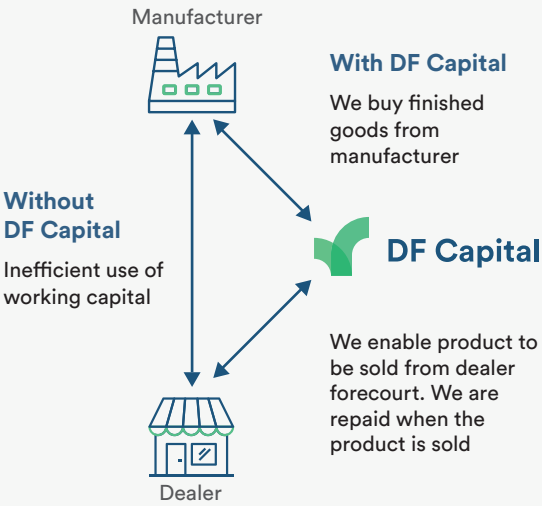 Manufacturer
With DF Capital
We buy finished
goods from
manufacturer
Without
DF Capital
Inefficient use of
working capital
DF Capital
We enable product to
be sold from dealer
forecourt. We are
repaid when the
product is sold
Dealer